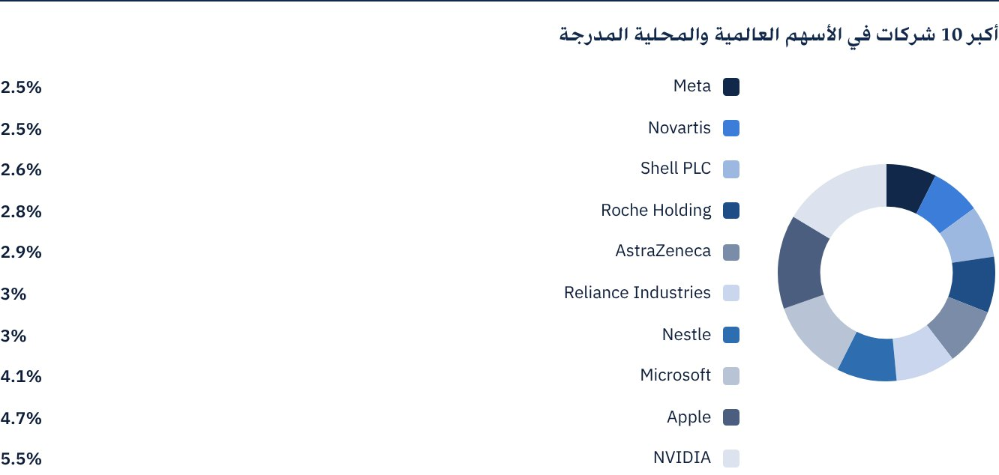 أكبر 10 شركات في الأسهم العالمية والمحلية المدرجة
Meta 2.5%
Novartis 2.5%
Shell PLC 2.6%
Roche Holding 2.8%
AstraZeneca 2.9%
Reliance Industries 3%
Nestle 3%
Microsoft 4.1%
Apple 4.7%
NVIDIA 5.5%